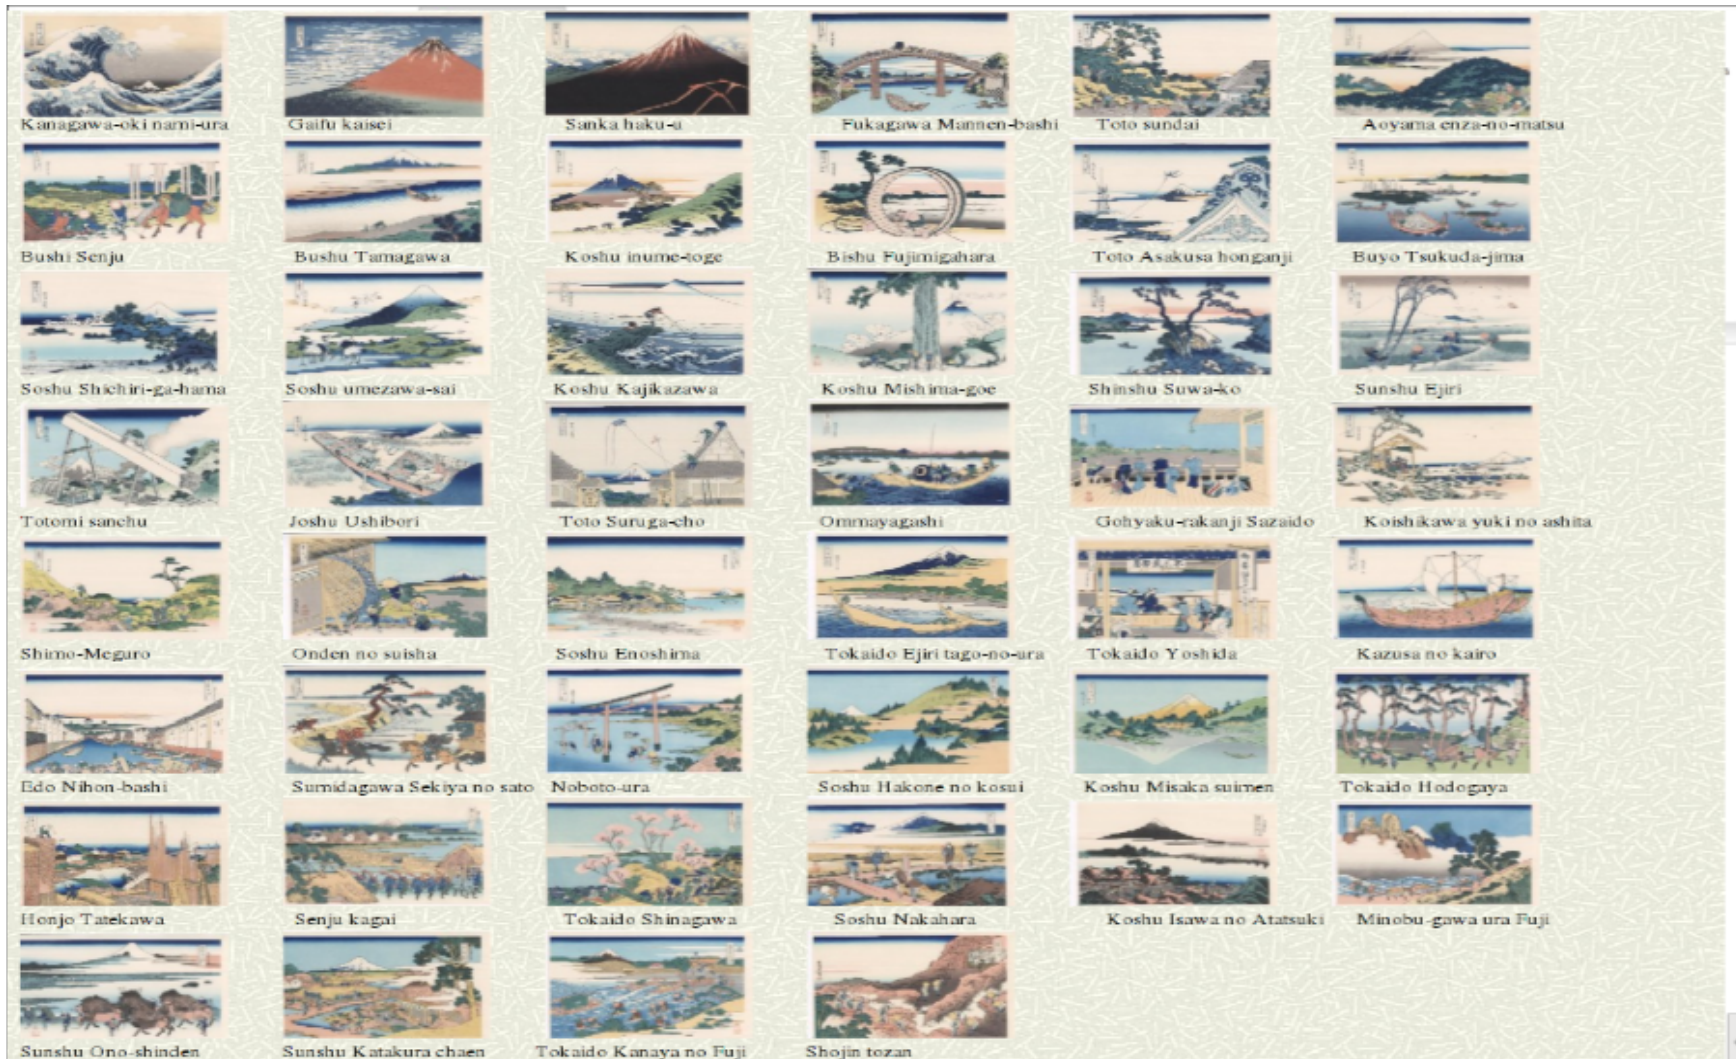 Kanagawa-oki nami-ura
Gaifu kaisei
Sanka haku-u
Fukagawa Mannen-bashi
Toto sundai
Aoyama enza-no-matsu
Bushi Senju
Bushu Tamagawa
Koshu inume-toge
Bishu Fujimigahara
Toto Asakusa honganji
Buyo Tsukuda-jima
Soshu Shichiri-ga-hama
Soshu umezawa-sai
Koshu Kajikazawa
Koshu Mishima-goe
Shinshu Suwa-ko
Sunshu Ejiri
Totomi sanchu
Joshu Ushibori
Toto Suruga-cho
Ommayagashi
Gohyaku-rakanji Sazaido
Koishikawa yuki no ashita
Shimo-Meguro
Onden no suisha
Soshu Enoshima
Tokaido Ejiri tago-no-ura
Tokaido Yoshida
Kazusa no kairo
Edo Nihon-bashi
Sumidagawa Sekiya no sato
Noboto-ura
Soshu Hakone no kosui
Koshu Misaka suimen
Tokaido Hodogaya
Honjo Tatekawa
Senju kagai
Tokaido Shinagawa
Soshu Nakahara
Koshu Isawa no Atatsuki
Minobu-gawa ura Fuji
Sunshu Ono-shinden
Sunshu Katakura chaen
Tokaido Kanaya no Fuji
Shojin tozan